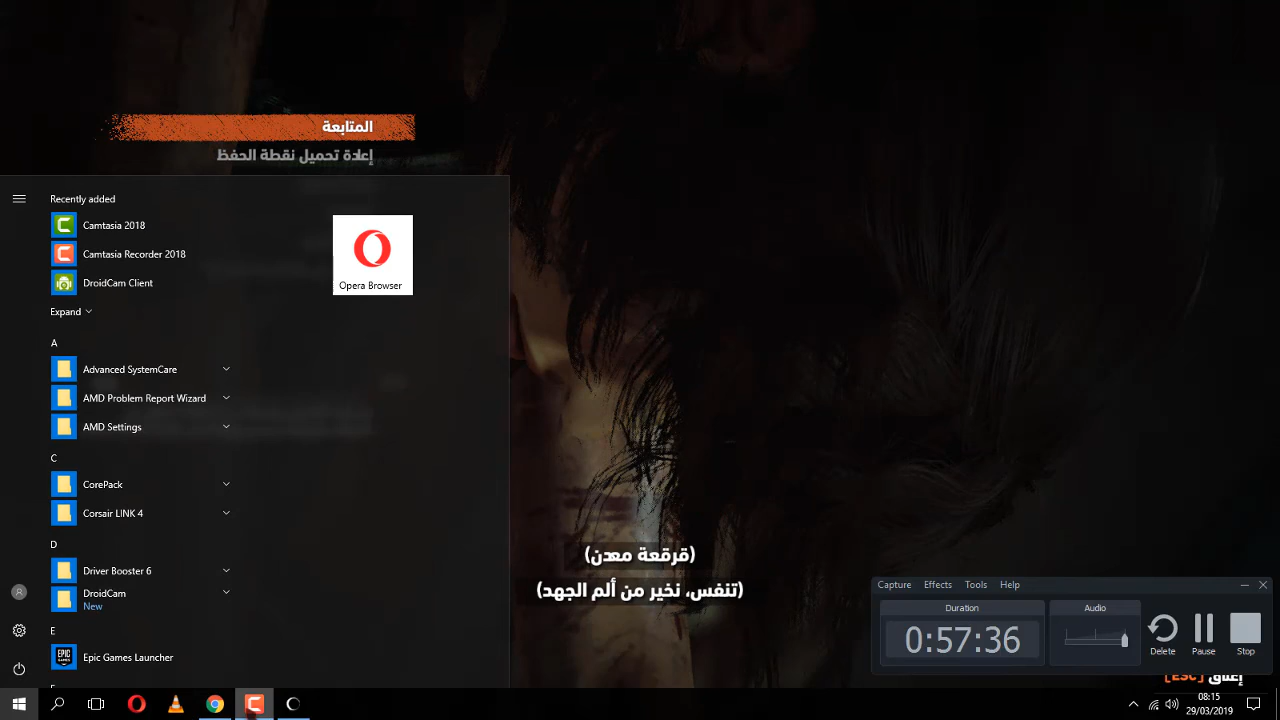 المتابعة
إعادة تحميل نقطة الحفظ
Recently added
Camtasia 2018
Camtasia Recorder 2018
DroidCam Client
Expand
Opera Browser
A
Advanced SystemCare
AMD Problem Report Wizard
AMD Settings
C
CorePack
Corsair LINK 4
D
Driver Booster 6
DroidCam
New
E
Epic Games Launcher
(قرقعة معدن)
(تنفس، نخير من ألم الجهد)
Capture Effects Tools Help
Duration
0:57:36
Audio
Delete
Pause
Stop
إغلاق [ESC]
08:15
29/03/2019